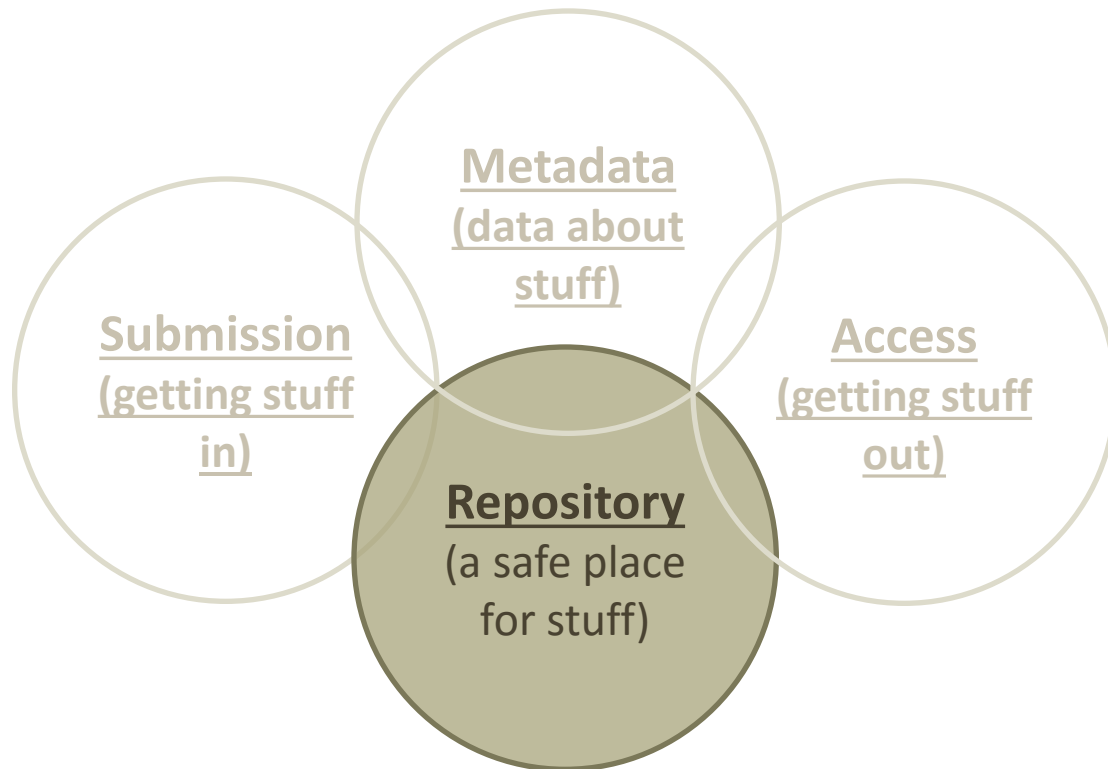 Metadata
(data about
stuff)
Submission
(getting stuff
in)
Access
(getting stuff
out)
Repository
(a safe place
for stuff)